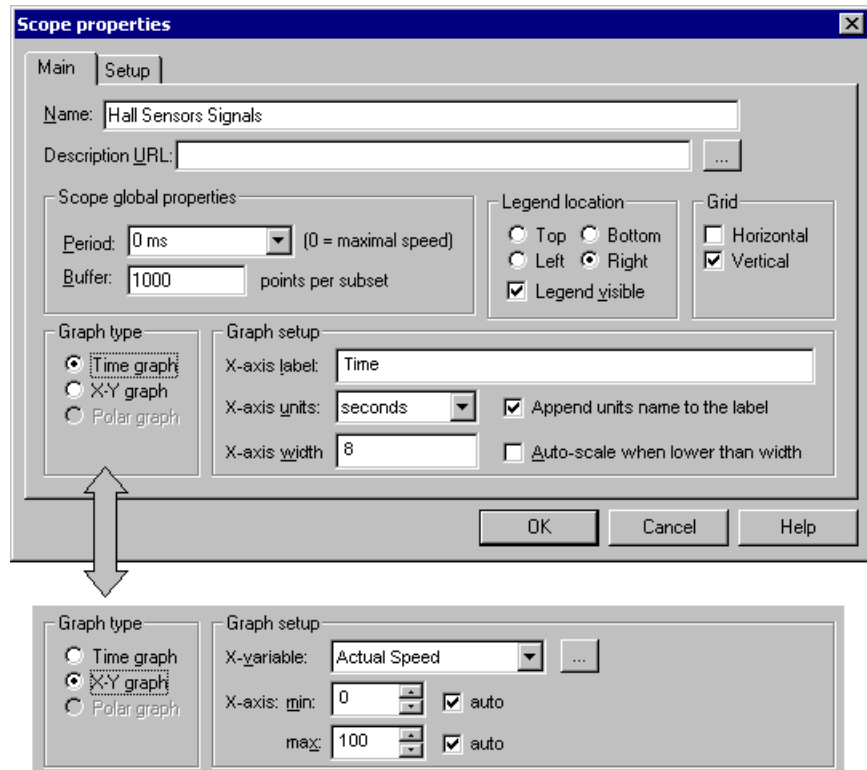 Scope properties
Main Setup
Name: Hall Sensors Signals
Description URL: ...
Scope global properties
Period: 0 ms (0 = maximal speed)
Buffer: 1000 points per subset
Legend location
Top Bottom
Left Right
Legend visible
Grid
Horizontal
Vertical
Graph type
Time graph
X-Y graph
Polar graph
Graph setup
X-axis label: Time
X-axis units: seconds Append units name to the label
X-axis width 8 Auto-scale when lower than width
OK Cancel Help
Graph type
Time graph
X-Y graph
Polar graph
Graph setup
X-variable: Actual Speed ...
X-axis: min: 0 auto
max: 100 auto